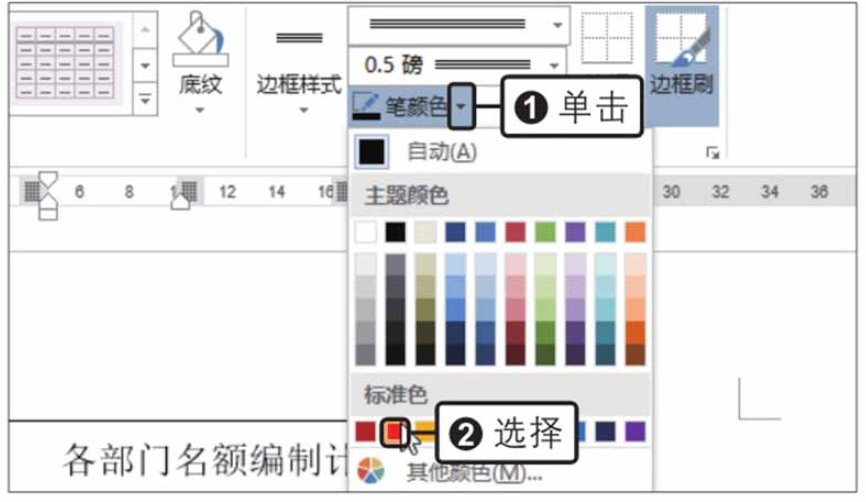 底纹
边框样式
0.5 磅
笔颜色
❶ 单击
边框刷
自动(A)
6 8 12 14 16 30 32 34 36
主题颜色
标准色
❷ 选择
其他颜色(M)...
各部门名额编制计